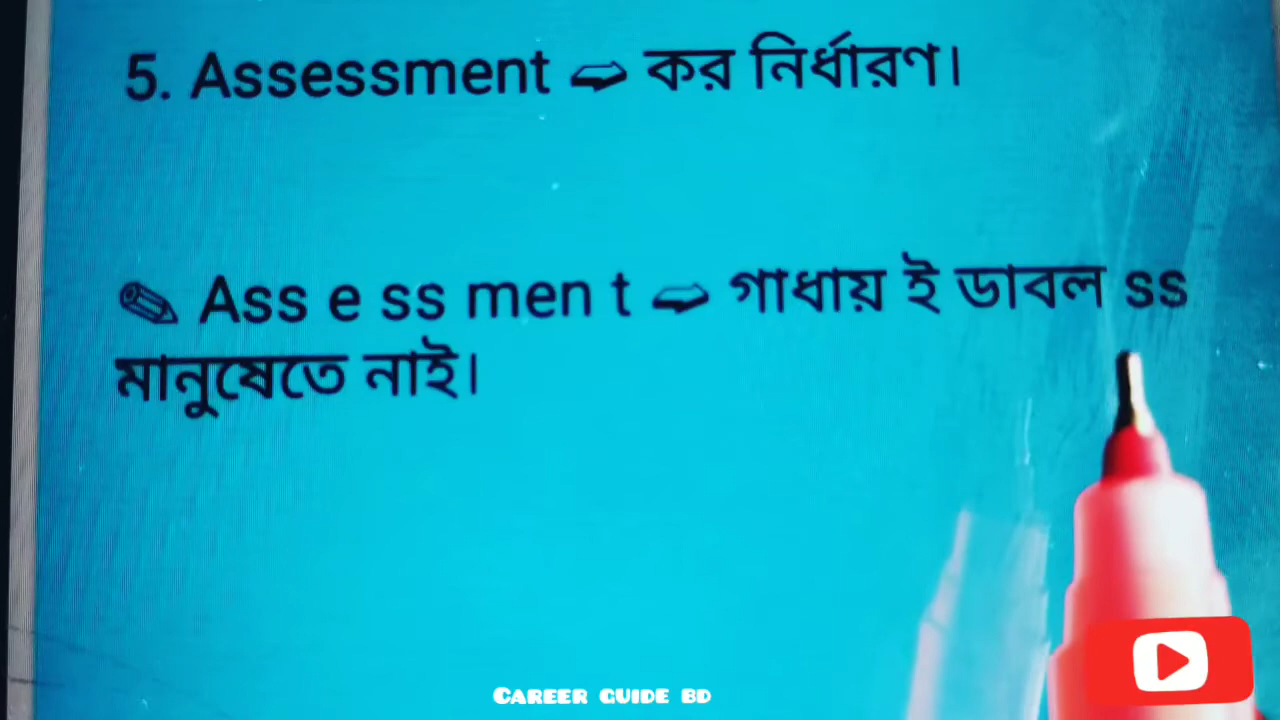 5. Assessment ➫ কর নির্ধারণ।
✎ Ass e ss men t ➫ গাধায় ই ডাবল ss
মানুষেতে নাই।
CAREER GUIDE BD